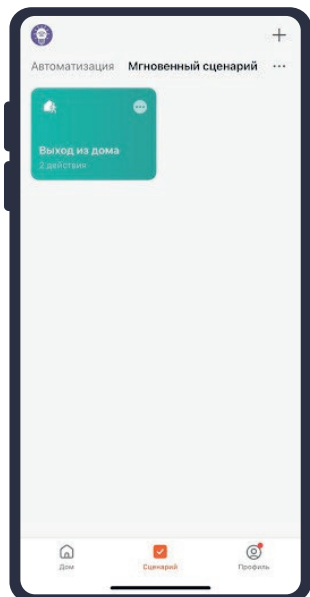 Автоматизация Мгновенный сценарий
Выход из дома
2 действия
Дом Сценарий Профиль